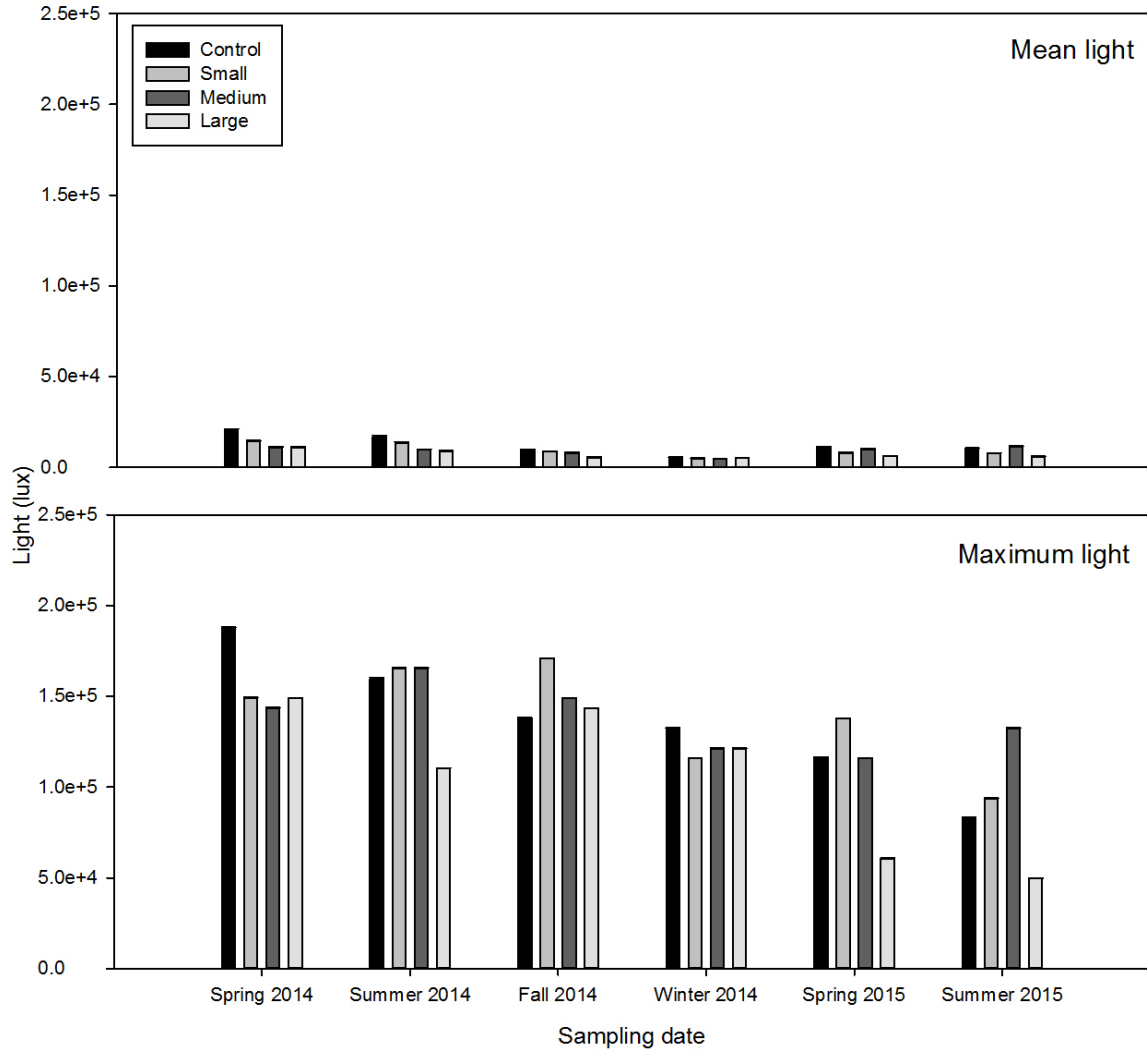 2.5e+5
Mean light
Control
Small
Medium
Large
2.0e+5
1.5e+5
1.0e+5
5.0e+4
0.0
Light (lux)
2.5e+5
Maximum light
2.0e+5
1.5e+5
1.0e+5
5.0e+4
0.0
Spring 2014 Summer 2014 Fall 2014 Winter 2014 Spring 2015 Summer 2015
Sampling date